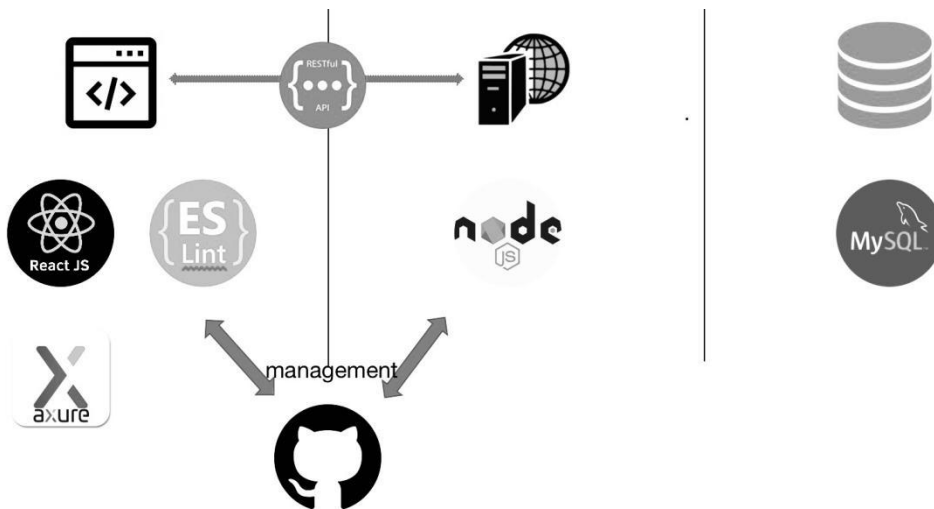 </>
RESTful
{•••}
API
React JS
{ES}
Lint
node
JS
MySQL
management
axure